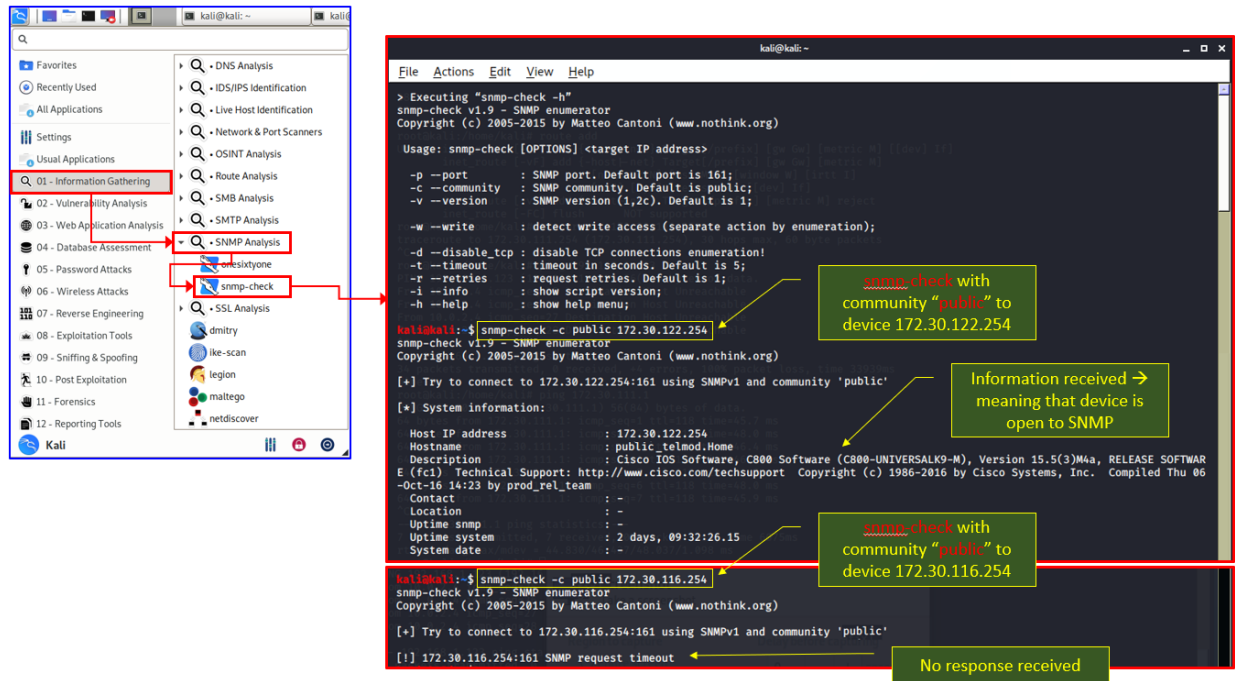 kali@kali: ~
kali@
Favorites
Recently Used
All Applications
Settings
Usual Applications
01 - Information Gathering
02 - Vulnerability Analysis
03 - Web Application Analysis
04 - Database Assessment
05 - Password Attacks
06 - Wireless Attacks
07 - Reverse Engineering
08 - Exploitation Tools
09 - Sniffing & Spoofing
10 - Post Exploitation
11 - Forensics
12 - Reporting Tools
Kali
• DNS Analysis
• IDS/IPS Identification
• Live Host Identification
• Network & Port Scanners
• OSINT Analysis
• Route Analysis
• SMB Analysis
• SMTP Analysis
• SNMP Analysis
onesixtyone
snmp-check
• SSL Analysis
dmitry
ike-scan
legion
maltego
netdiscover
kali@kali: ~
File Actions Edit View Help
> Executing "snmp-check -h"
snmp-check v1.9 - SNMP enumerator
Copyright (c) 2005-2015 by Matteo Cantoni (www.nothink.org)
Usage: snmp-check [OPTIONS] <target IP address>
-p --port : SNMP port. Default port is 161;
-c --community : SNMP community. Default is public;
-v --version : SNMP version (1,2c). Default is 1;
-w --write : detect write access (separate action by enumeration);
-d --disable_tcp : disable TCP connections enumeration!
-t --timeout : timeout in seconds. Default is 5;
-r --retries : request retries. Default is 1;
-i --info : show script version;
-h --help : show help menu;
kali@kali:~$ snmp-check -c public 172.30.122.254
snmp-check v1.9 - SNMP enumerator
Copyright (c) 2005-2015 by Matteo Cantoni (www.nothink.org)
[+] Try to connect to 172.30.122.254:161 using SNMPv1 and community 'public'
[*] System information:
Host IP address : 172.30.122.254
Hostname : public_telmod.Home
Description : Cisco IOS Software, C800 Software (C800-UNIVERSALK9-M), Version 15.5(3)M4a, RELEASE SOFTWAR
E (fc1) Technical Support: http://www.cisco.com/techsupport Copyright (c) 1986-2016 by Cisco Systems, Inc. Compiled Thu 06
-Oct-16 14:23 by prod_rel_team
Contact : -
Location : -
Uptime snmp : -
Uptime system : 2 days, 09:32:26.15
System date : -
snmp-check with
community “public” to
device 172.30.122.254
Information received →
meaning that device is
open to SNMP
snmp-check with
community “public” to
device 172.30.116.254
kali@kali:~$ snmp-check -c public 172.30.116.254
snmp-check v1.9 - SNMP enumerator
Copyright (c) 2005-2015 by Matteo Cantoni (www.nothink.org)
[+] Try to connect to 172.30.116.254:161 using SNMPv1 and community 'public'
[!] 172.30.116.254:161 SNMP request timeout
No response received